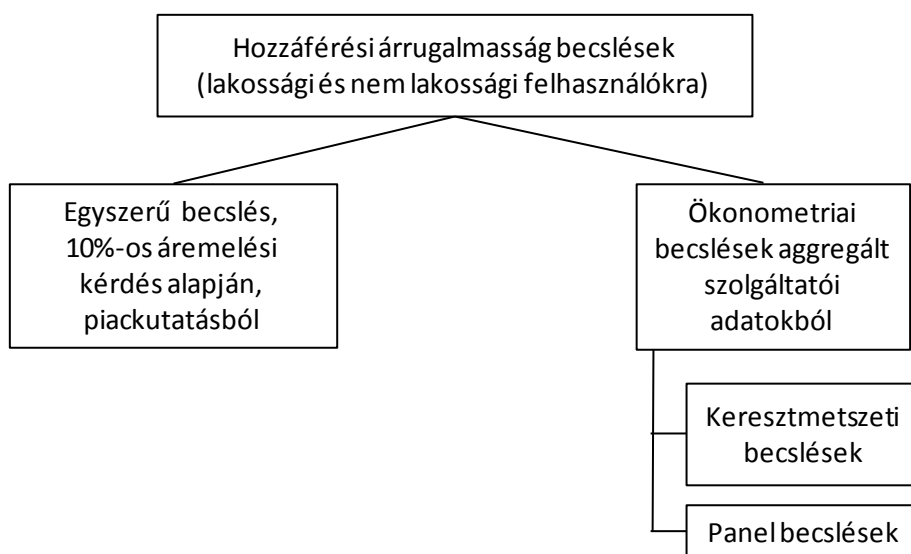 Hozzáférési árrugalmasság becslések
(lakossági és nem lakossági felhasználókra)
Egyszerű becslés,
10%-os áremelési
kérdés alapján,
piackutatásból
Ökonometriai
becslések aggregált
szolgáltatói
adatokból
Keresztmetszeti
becslések
Panel becslések